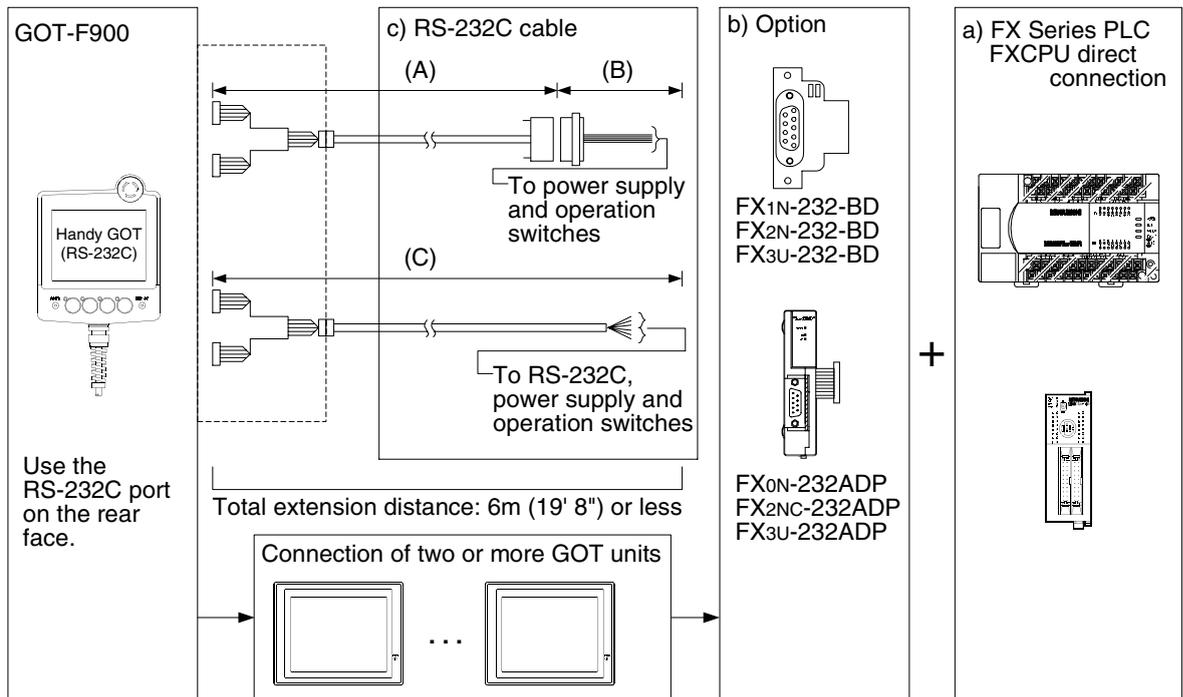 GOT-F900
Handy GOT
(RS-232C)
Use the
RS-232C port
on the rear
face.
c) RS-232C cable
(A)
(B)
To power supply
and operation
switches
(C)
To RS-232C,
power supply and
operation switches
Total extension distance: 6m (19' 8") or less
Connection of two or more GOT units
...
b) Option
FX1N-232-BD
FX2N-232-BD
FX3U-232-BD
FX0N-232ADP
FX2NC-232ADP
FX3U-232ADP
+
a) FX Series PLC
FXCPU direct
connection